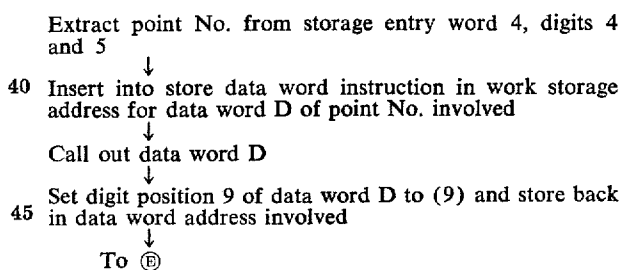 Extract point No. from storage entry word 4, digits 4
and 5
↓
40 Insert into store data word instruction in work storage
address for data word D of point No. involved
↓
Call out data word D
↓
Set digit position 9 of data word D to (9) and store back
45 in data word address involved
↓
To Ⓔ